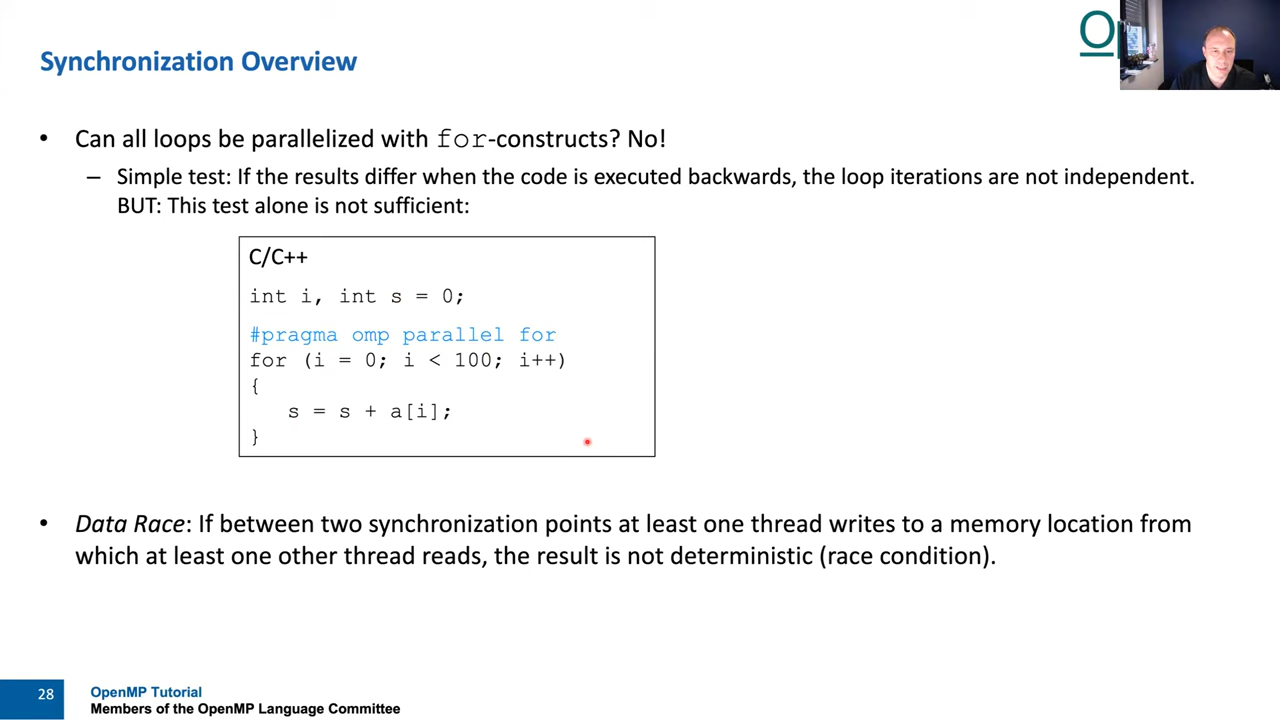 Synchronization Overview
• Can all loops be parallelized with for-constructs? No!
– Simple test: If the results differ when the code is executed backwards, the loop iterations are not independent.
BUT: This test alone is not sufficient:
C/C++
int i, int s = 0;
#pragma omp parallel for
for (i = 0; i < 100; i++)
{
s = s + a[i];
}
• Data Race: If between two synchronization points at least one thread writes to a memory location from
which at least one other thread reads, the result is not deterministic (race condition).
28
OpenMP Tutorial
Members of the OpenMP Language Committee